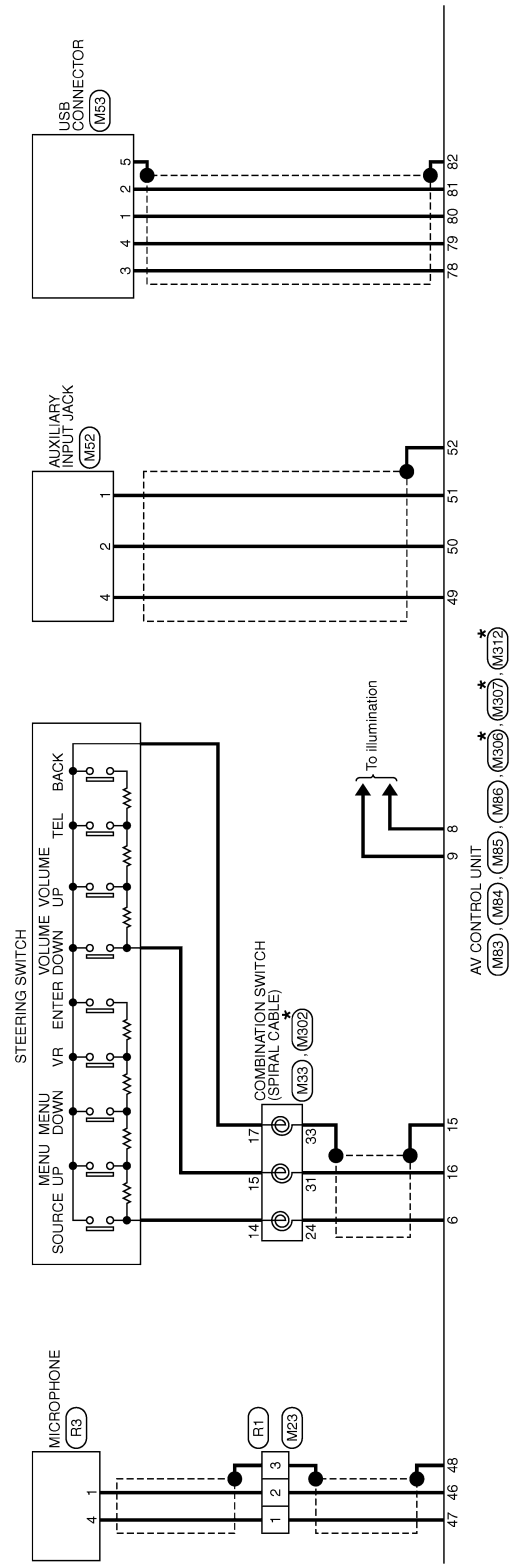 MICROPHONE
R3
4
1
R1
M23
1
2
3
47
46
48
STEERING SWITCH
SOURCE
MENU
UP
MENU
DOWN
VR
ENTER
VOLUME
DOWN
VOLUME
UP
TEL
BACK
14
15
17
COMBINATION SWITCH
(SPIRAL CABLE)
M33 , M302 *
24
31
33
6
16
15
To illumination
9
8
AV CONTROL UNIT
M83 , M84 , M85 , M86 , M306 * , M307 * , M312 *
AUXILIARY
INPUT JACK
M52
4
2
1
49
50
51
52
USB
CONNECTOR
M53
3
4
1
2
5
78
79
80
81
82